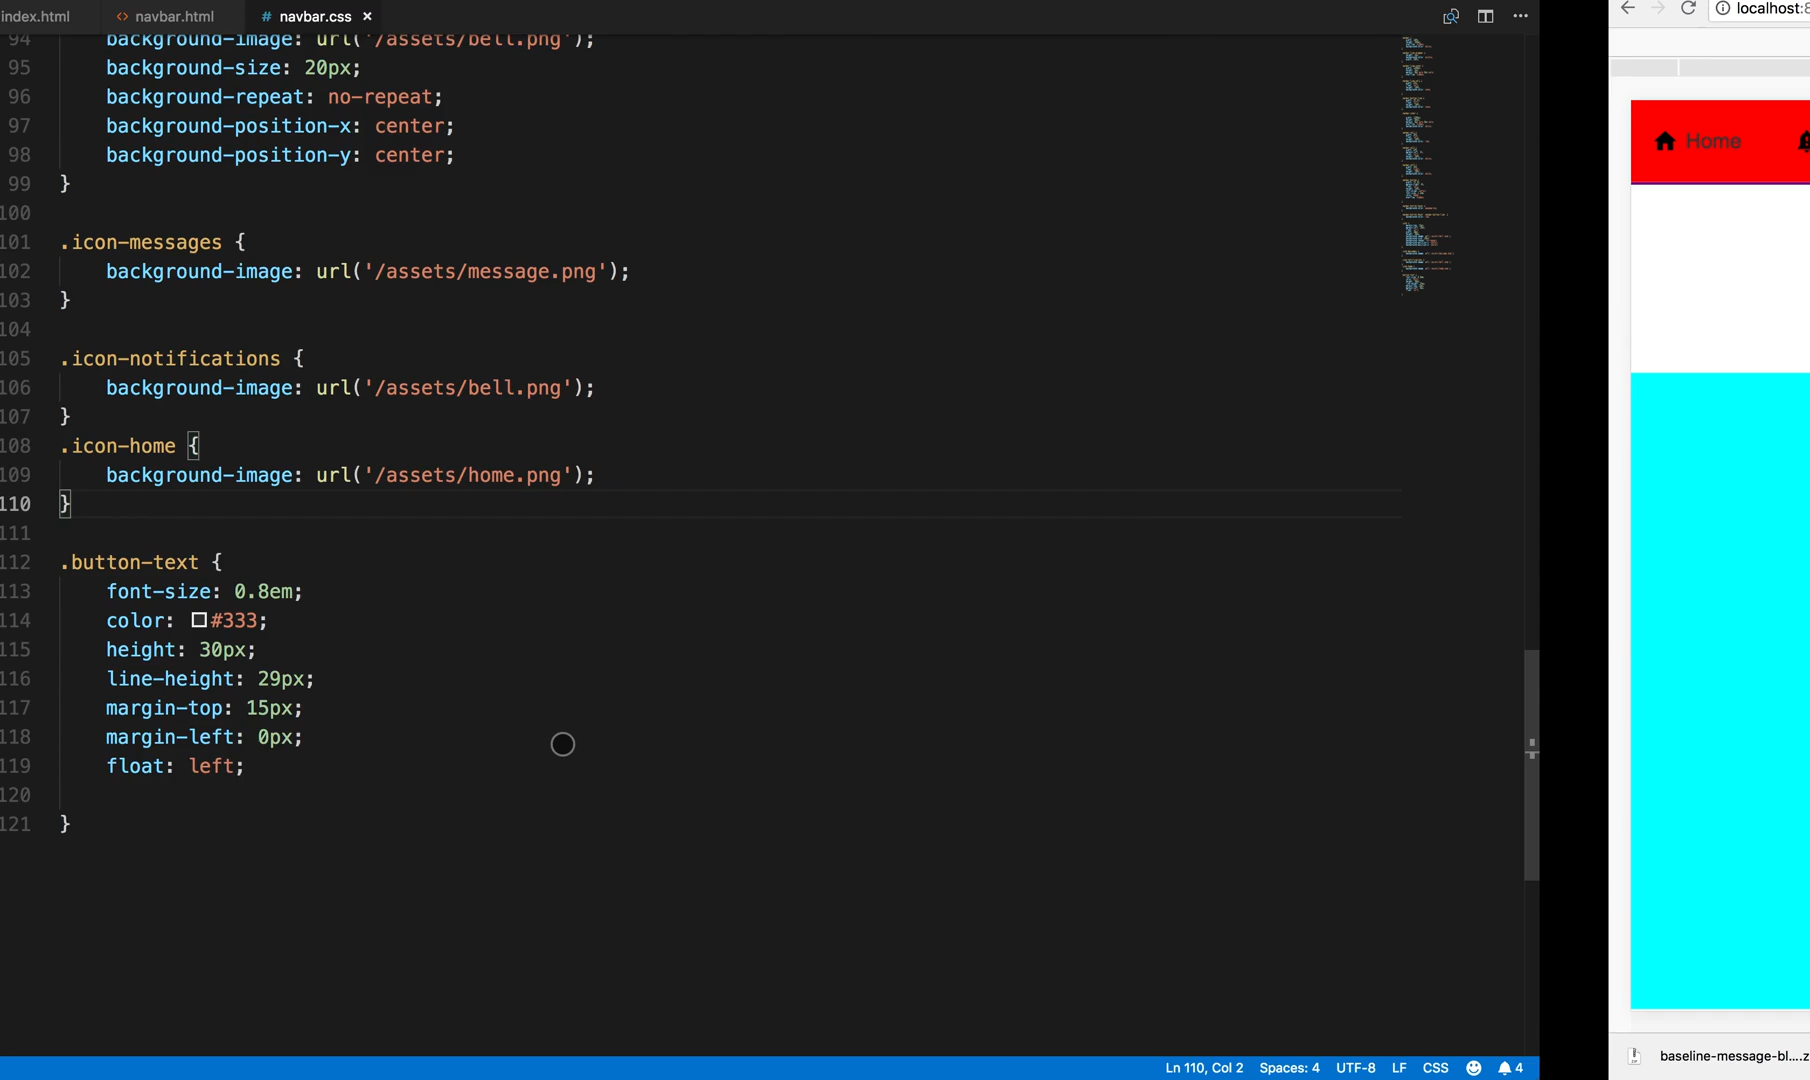 index.html
<> navbar.html
# navbar.css ×
94 background-image: url('/assets/bell.png');
95 background-size: 20px;
96 background-repeat: no-repeat;
97 background-position-x: center;
98 background-position-y: center;
99 }
100
101 .icon-messages {
102 background-image: url('/assets/message.png');
103 }
104
105 .icon-notifications {
106 background-image: url('/assets/bell.png');
107 }
108 .icon-home {
109 background-image: url('/assets/home.png');
110 }
111
112 .button-text {
113 font-size: 0.8em;
114 color: #333;
115 height: 30px;
116 line-height: 29px;
117 margin-top: 15px;
118 margin-left: 0px;
119 float: left;
120
121 }
Ln 110, Col 2 Spaces: 4 UTF-8 LF CSS 4
localhost:8
Home
baseline-message-bl....z